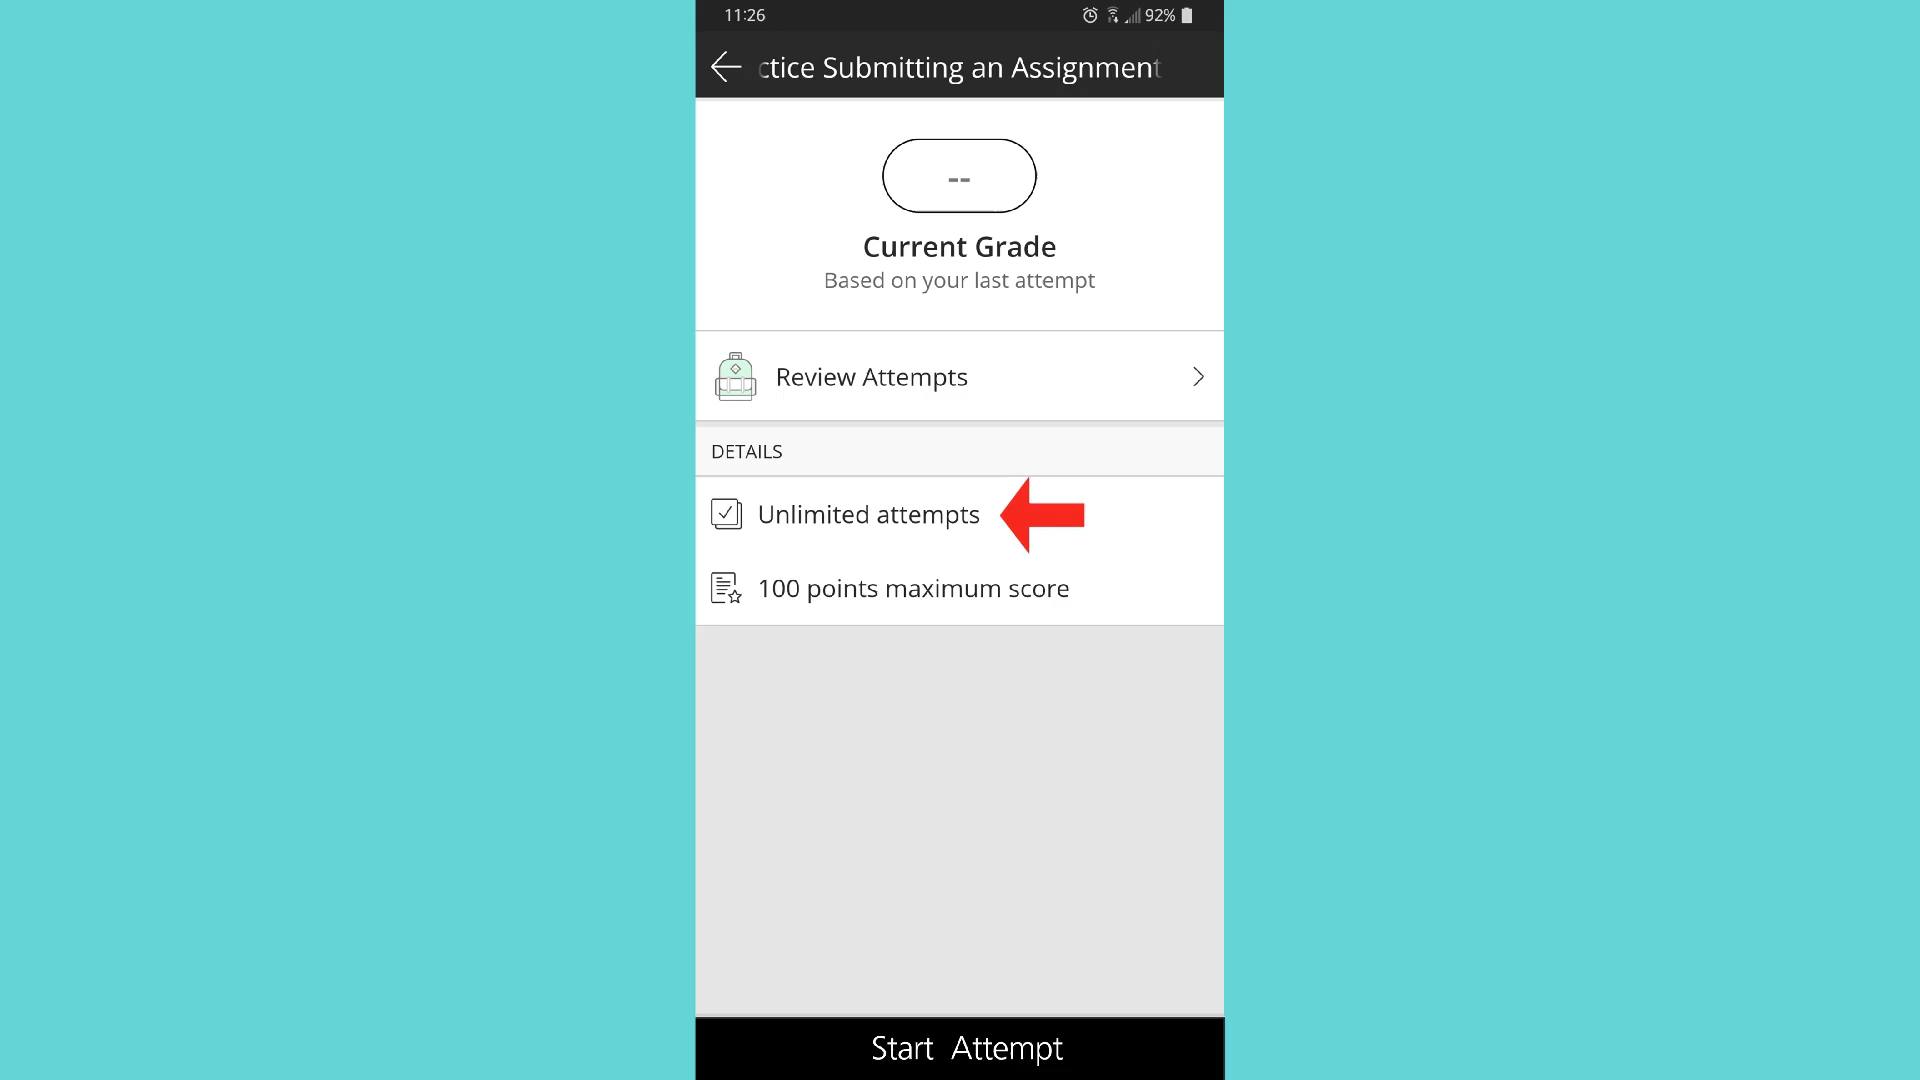 11:26
92%
ctice Submitting an Assignment
--
Current Grade
Based on your last attempt
Review Attempts
DETAILS
Unlimited attempts
100 points maximum score
Start Attempt